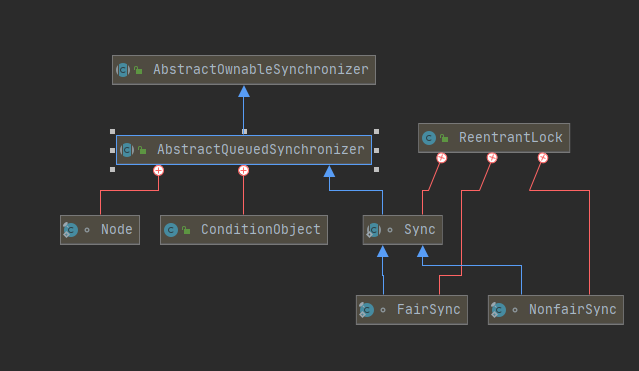 AbstractOwnableSynchronizer
AbstractQueuedSynchronizer
ReentrantLock
Node
ConditionObject
Sync
FairSync
NonfairSync